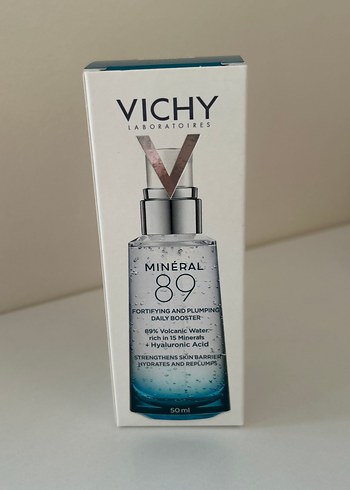 VICHY
LABORATOIRES
MINÉRAL
89
FORTIFYING AND PLUMPING
DAILY BOOSTER
89% Volcanic Water
rich in 15 Minerals
+ Hyaluronic Acid
STRENGTHENS SKIN BARRIER
HYDRATES AND REPLUMPS
50 ml